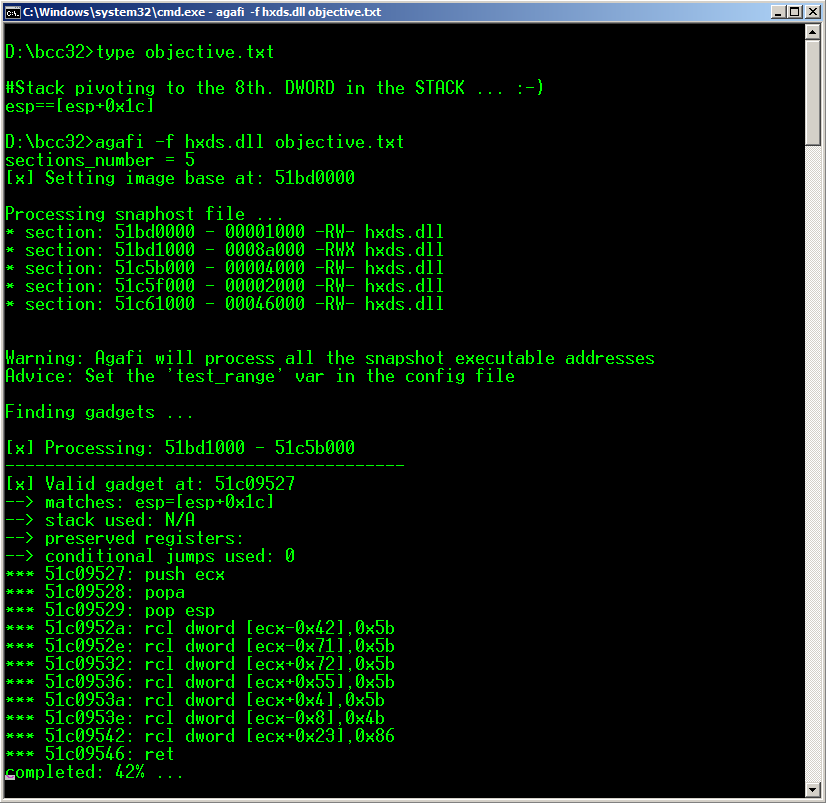 C:\Windows\system32\cmd.exe - agafi  -f hxds.dll objective.txt
D:\bcc32>type objective.txt
#Stack pivoting to the 8th. DWORD in the STACK ... :-)
esp==[esp+0x1c]
D:\bcc32>agafi -f hxds.dll objective.txt
sections_number = 5
[x] Setting image base at: 51bd0000
Processing snaphost file ...
* section: 51bd0000 - 00001000 -RW- hxds.dll
* section: 51bd1000 - 0008a000 -RWX hxds.dll
* section: 51c5b000 - 00004000 -RW- hxds.dll
* section: 51c5f000 - 00002000 -RW- hxds.dll
* section: 51c61000 - 00046000 -RW- hxds.dll
Warning: Agafi will process all the snapshot executable addresses
Advice: Set the 'test_range' var in the config file
Finding gadgets ...
[x] Processing: 51bd1000 - 51c5b000
----------------------------------------
[x] Valid gadget at: 51c09527
--> matches: esp=[esp+0x1c]
--> stack used: N/A
--> preserved registers:
--> conditional jumps used: 0
*** 51c09527: push ecx
*** 51c09528: popa
*** 51c09529: pop esp
*** 51c0952a: rcl dword [ecx-0x42],0x5b
*** 51c0952e: rcl dword [ecx-0x71],0x5b
*** 51c09532: rcl dword [ecx+0x72],0x5b
*** 51c09536: rcl dword [ecx+0x55],0x5b
*** 51c0953a: rcl dword [ecx+0x4],0x5b
*** 51c0953e: rcl dword [ecx-0x8],0x4b
*** 51c09542: rcl dword [ecx+0x23],0x86
*** 51c09546: ret
completed: 42% ...